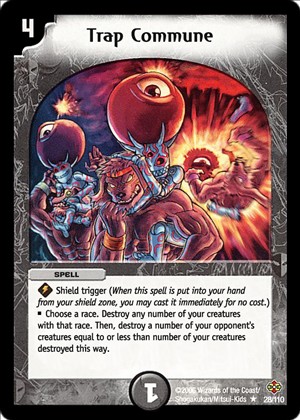 4
Trap Commune
SPELL
Shield trigger (When this spell is put into your hand
from your shield zone, you may cast it immediately for no cost.)
■ Choose a race. Destroy any number of your creatures
with that race. Then, destroy a number of your opponent's
creatures equal to or less than number of your creatures
destroyed this way.
©2006 Wizards of the Coast/
Shogakukan/Mitsui-Kids ★ 28/110